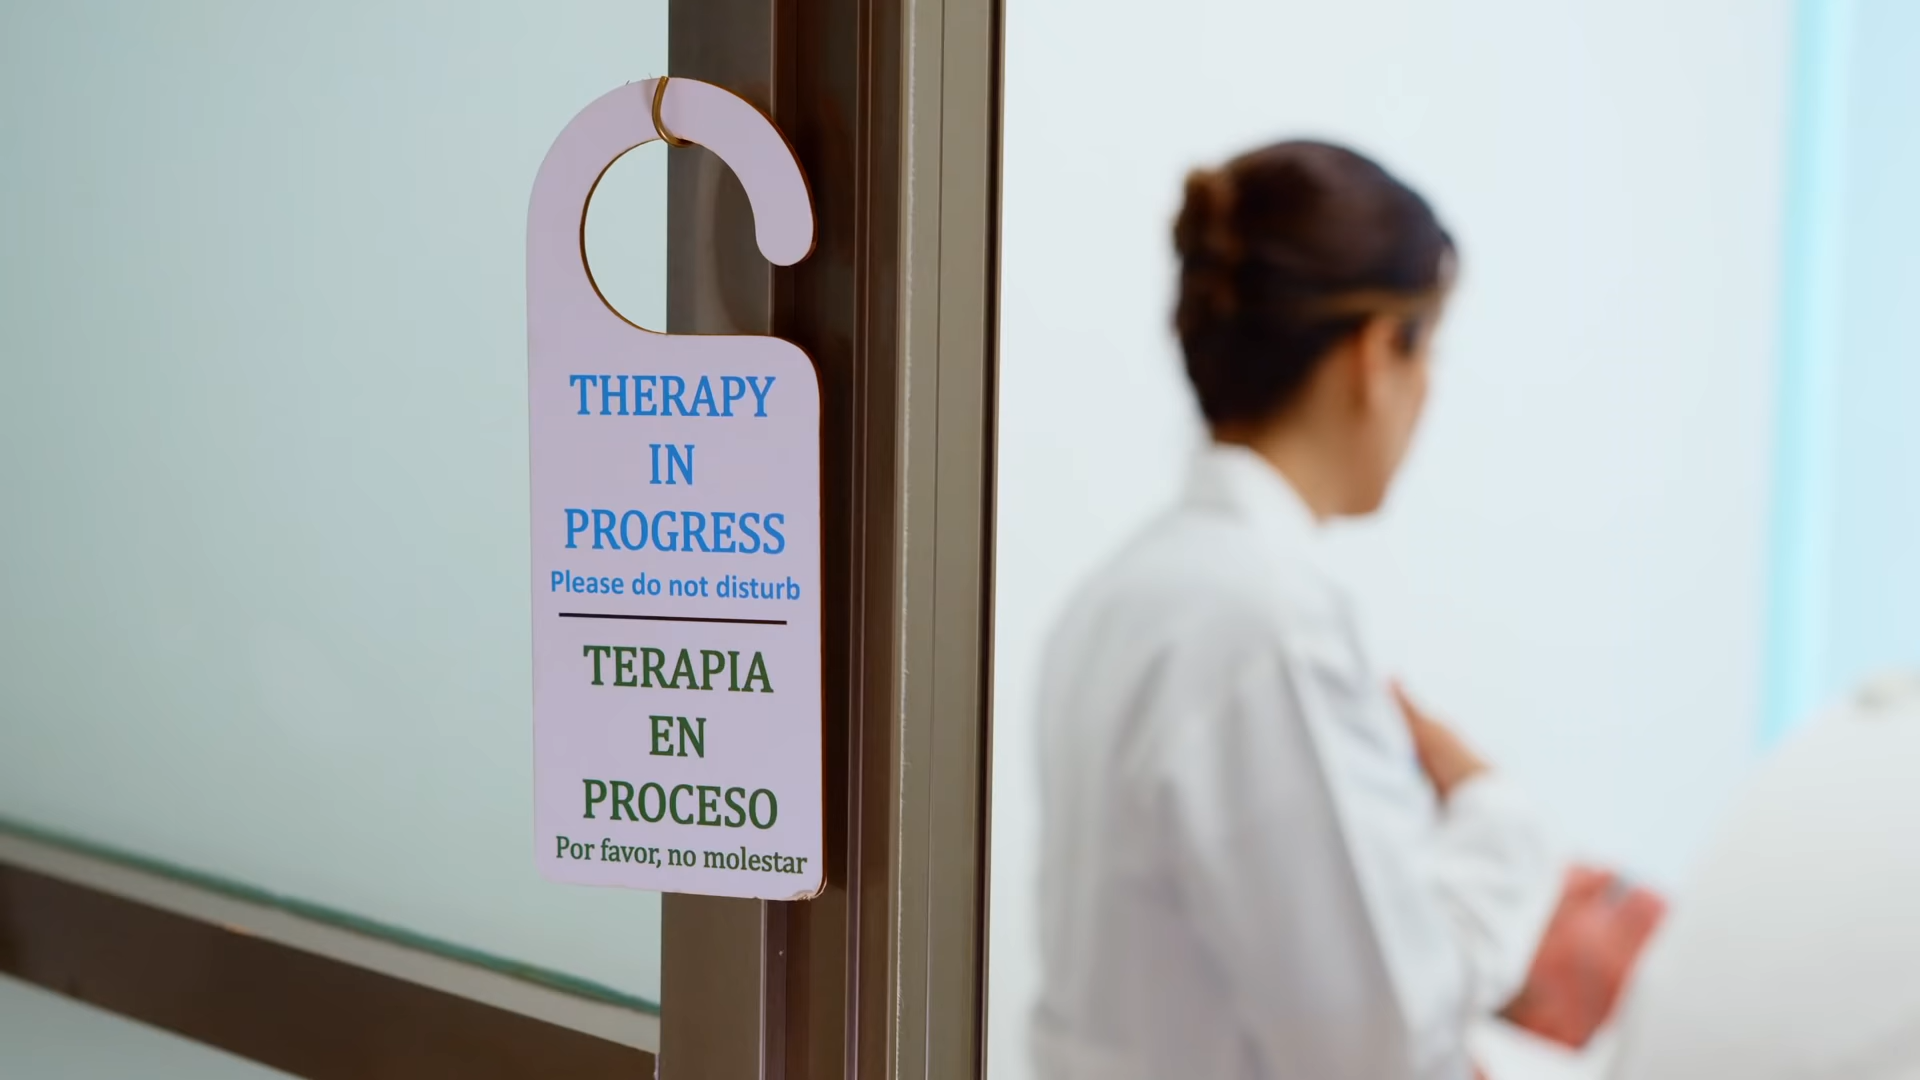 THERAPY
IN
PROGRESS
Please do not disturb
TERAPIA
EN
PROCESO
Por favor, no molestar